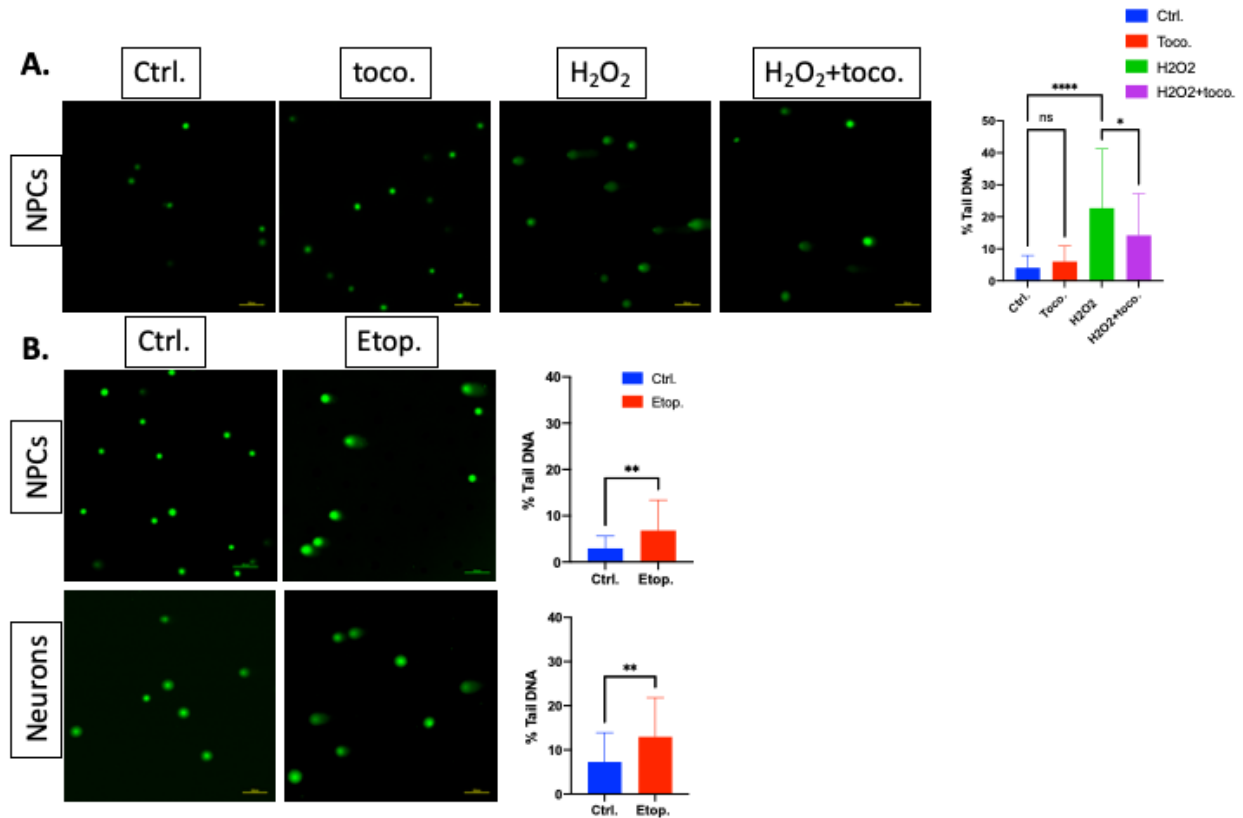 A.
Ctrl.
toco.
H₂O₂
H₂O₂+toco.
NPCs
Ctrl.
Toco.
H2O2
H2O2+toco.
****
ns
*
% Tail DNA
50
40
30
20
10
0
Ctrl.
Toco.
H2O2
H2O2+toco.
B.
Ctrl.
Etop.
NPCs
Ctrl.
Etop.
**
% Tail DNA
40
30
20
10
0
Ctrl.
Etop.
Neurons
**
% Tail DNA
40
30
20
10
0
Ctrl.
Etop.